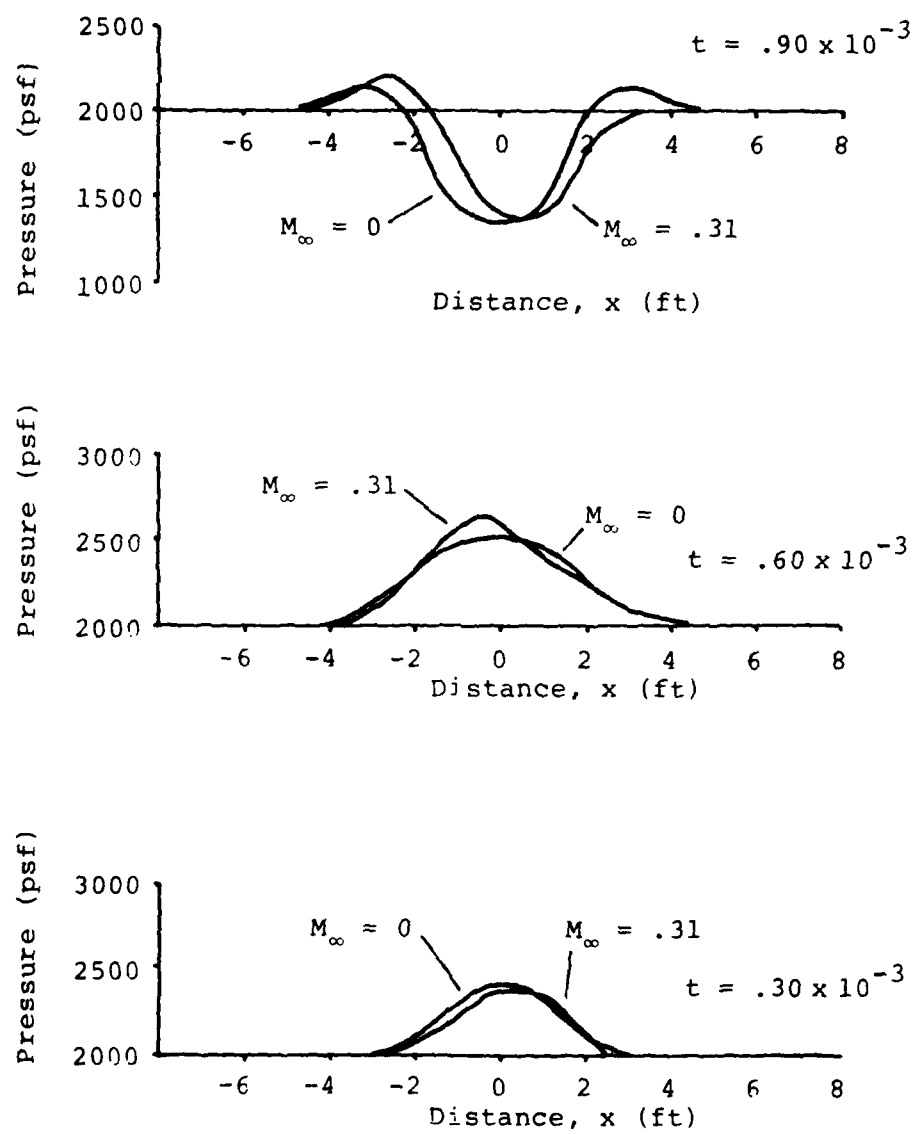 2500
t = .90 x 10⁻³
Pressure (psf)
2000
-6 -4 -2 0 2 4 6 8
1500
M∞ = 0
M∞ = .31
1000
Distance, x (ft)
3000
M∞ = .31
M∞ = 0
Pressure (psf)
2500
t = .60 x 10⁻³
2000
-6 -4 -2 0 2 4 6 8
Distance, x (ft)
3000
M∞ = 0
M∞ = .31
Pressure (psf)
2500
t = .30 x 10⁻³
2000
-6 -4 -2 0 2 4 6 8
Distance, x (ft)